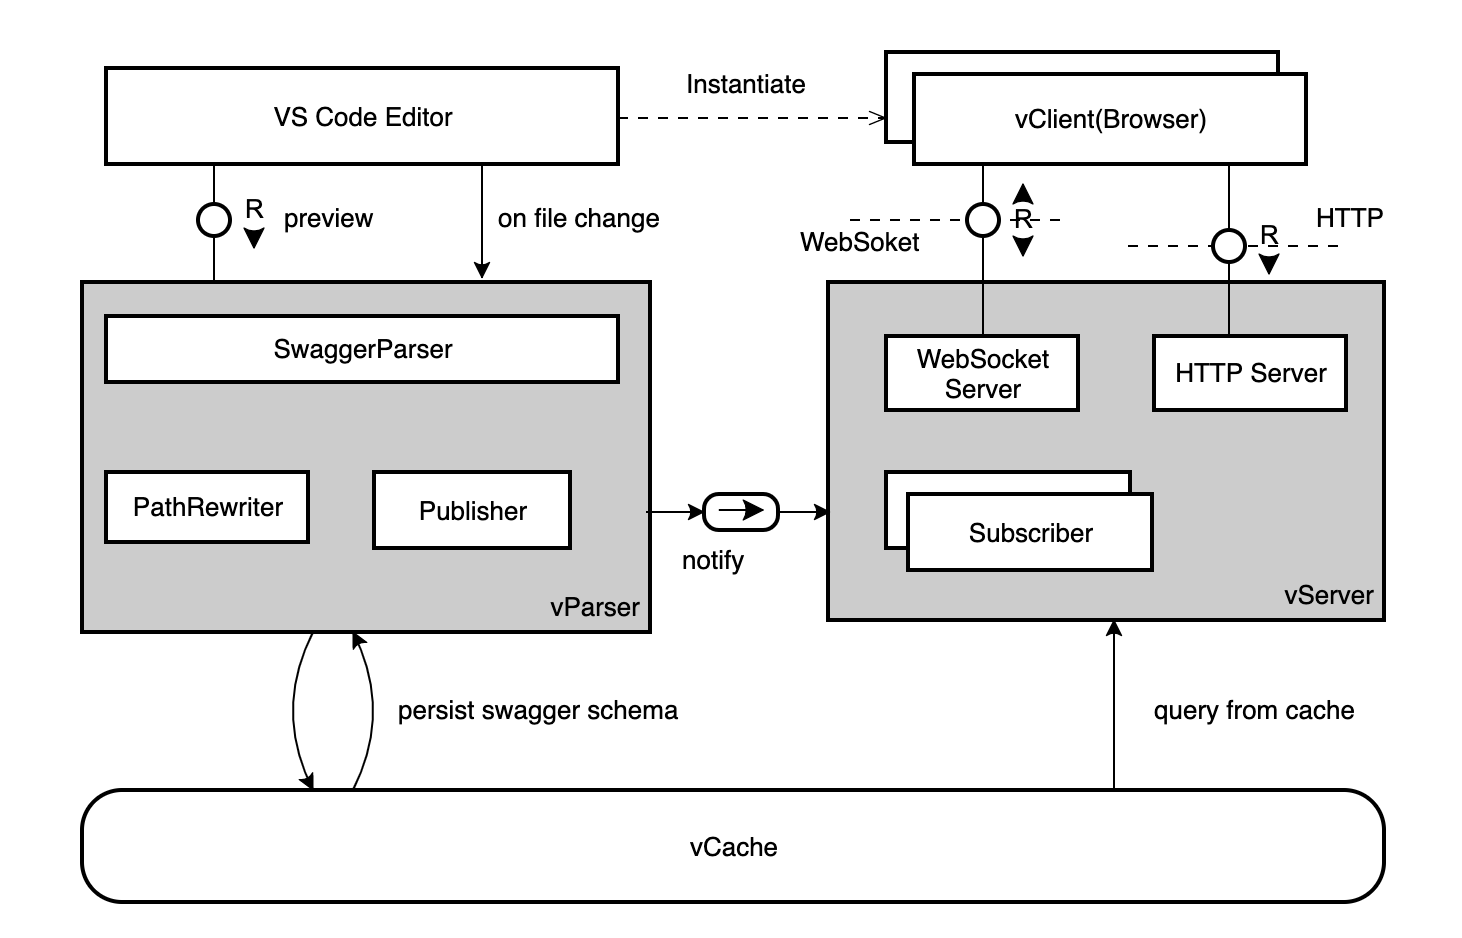 VS Code Editor
Instantiate
vClient(Browser)
R
preview
on file change
R
WebSoket
R
HTTP
SwaggerParser
WebSocket
Server
HTTP Server
PathRewriter
Publisher
Subscriber
notify
vParser
vServer
persist swagger schema
query from cache
vCache